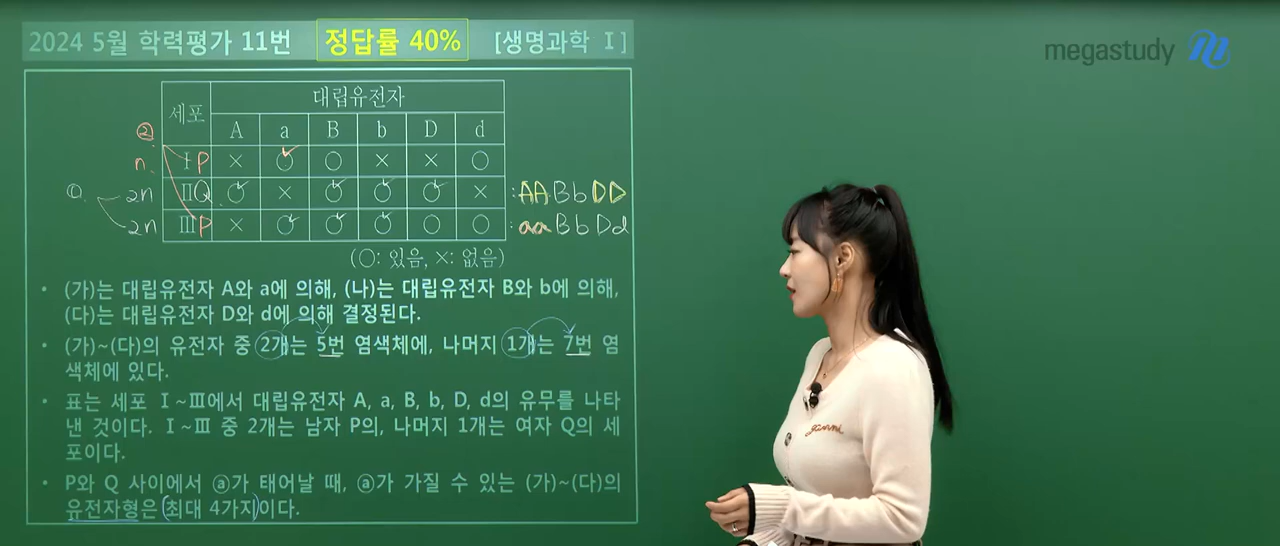 2024 5월 학력평가 11번 정답률 40% [생명과학 Ⅰ]
megastudy
세포 대립유전자
② A a B b D d
n Ⅰ P × ○ ○ × × ○
① 2n Ⅱ Q ○ × ○ ○ ○ × : AA Bb DD
2n Ⅲ P × ○ ○ ○ ○ ○ : aa Bb Dd
(○: 있음, ×: 없음)
• (가)는 대립유전자 A와 a에 의해, (나)는 대립유전자 B와 b에 의해,
(다)는 대립유전자 D와 d에 의해 결정된다.
• (가)~(다)의 유전자 중 2개는 5번 염색체에, 나머지 1개는 7번 염
색체에 있다.
• 표는 세포 Ⅰ~Ⅲ에서 대립유전자 A, a, B, b, D, d의 유무를 나타
낸 것이다. Ⅰ~Ⅲ 중 2개는 남자 P의, 나머지 1개는 여자 Q의 세
포이다.
• P와 Q 사이에서 ⓐ가 태어날 때, ⓐ가 가질 수 있는 (가)~(다)의
유전자형은 최대 4가지이다.